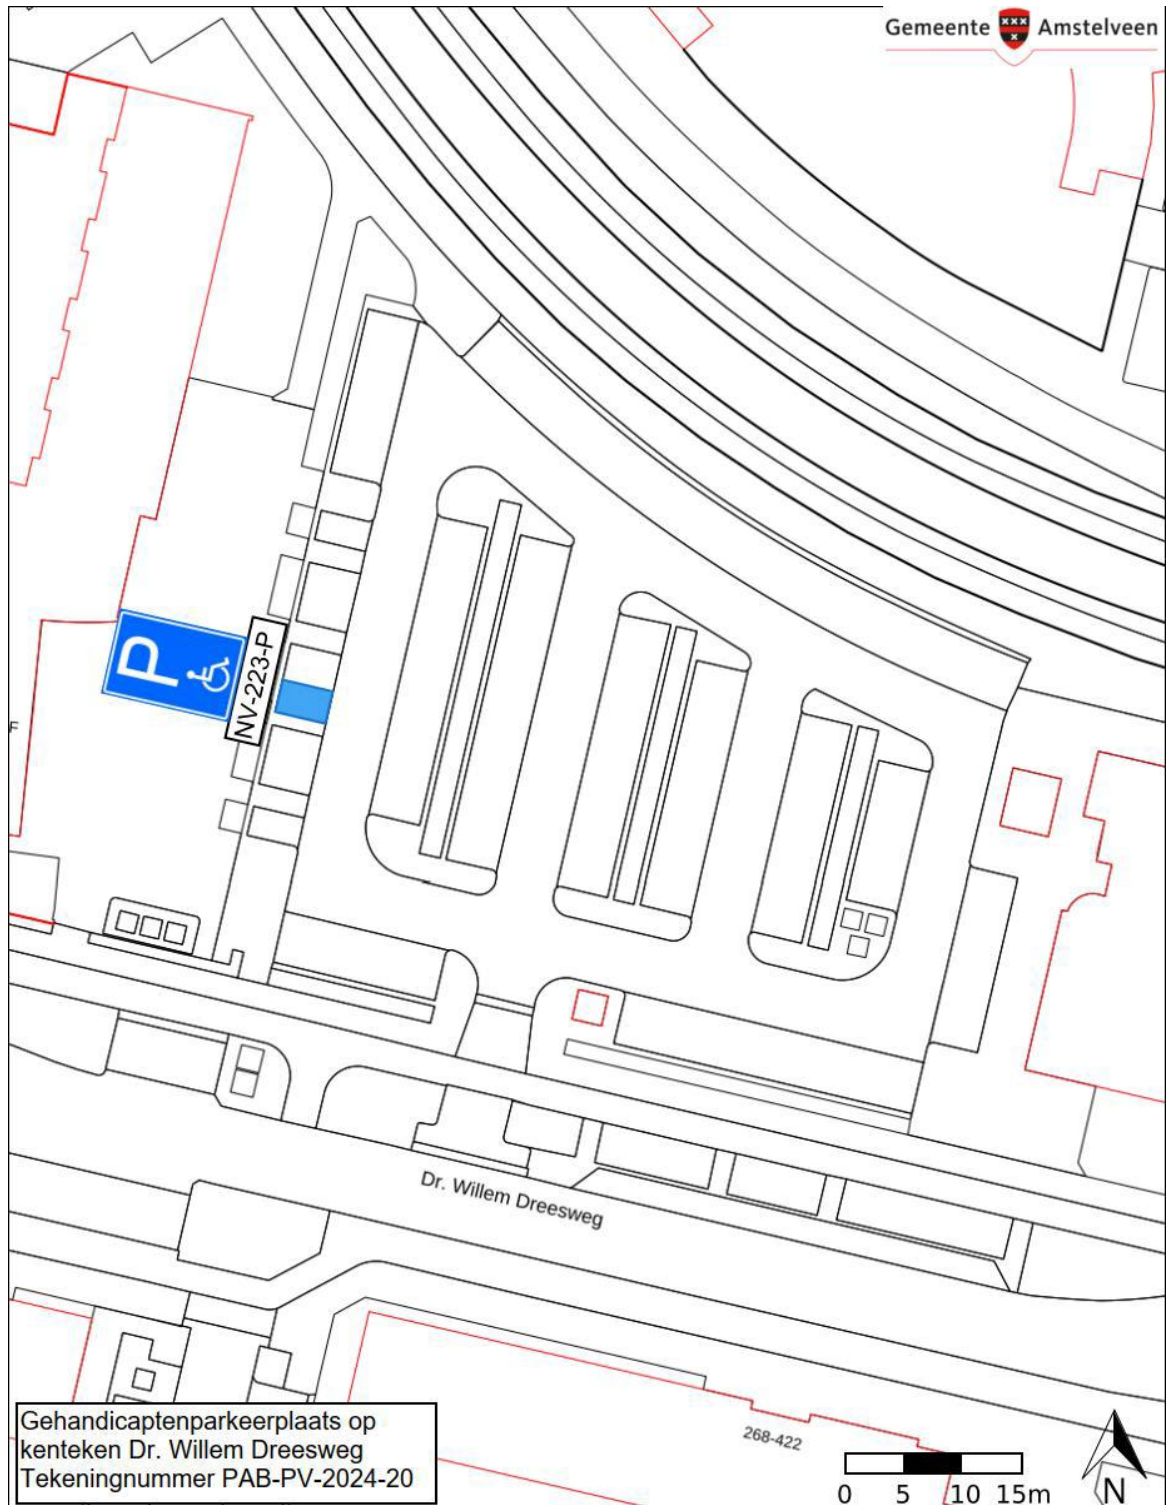 Gemeente Amstelveen
P
NV-223-P
F
Dr. Willem Dreesweg
268-422
Gehandicaptenparkeerplaats op
kenteken Dr. Willem Dreesweg
Tekeningnummer PAB-PV-2024-20
0 5 10 15m
N